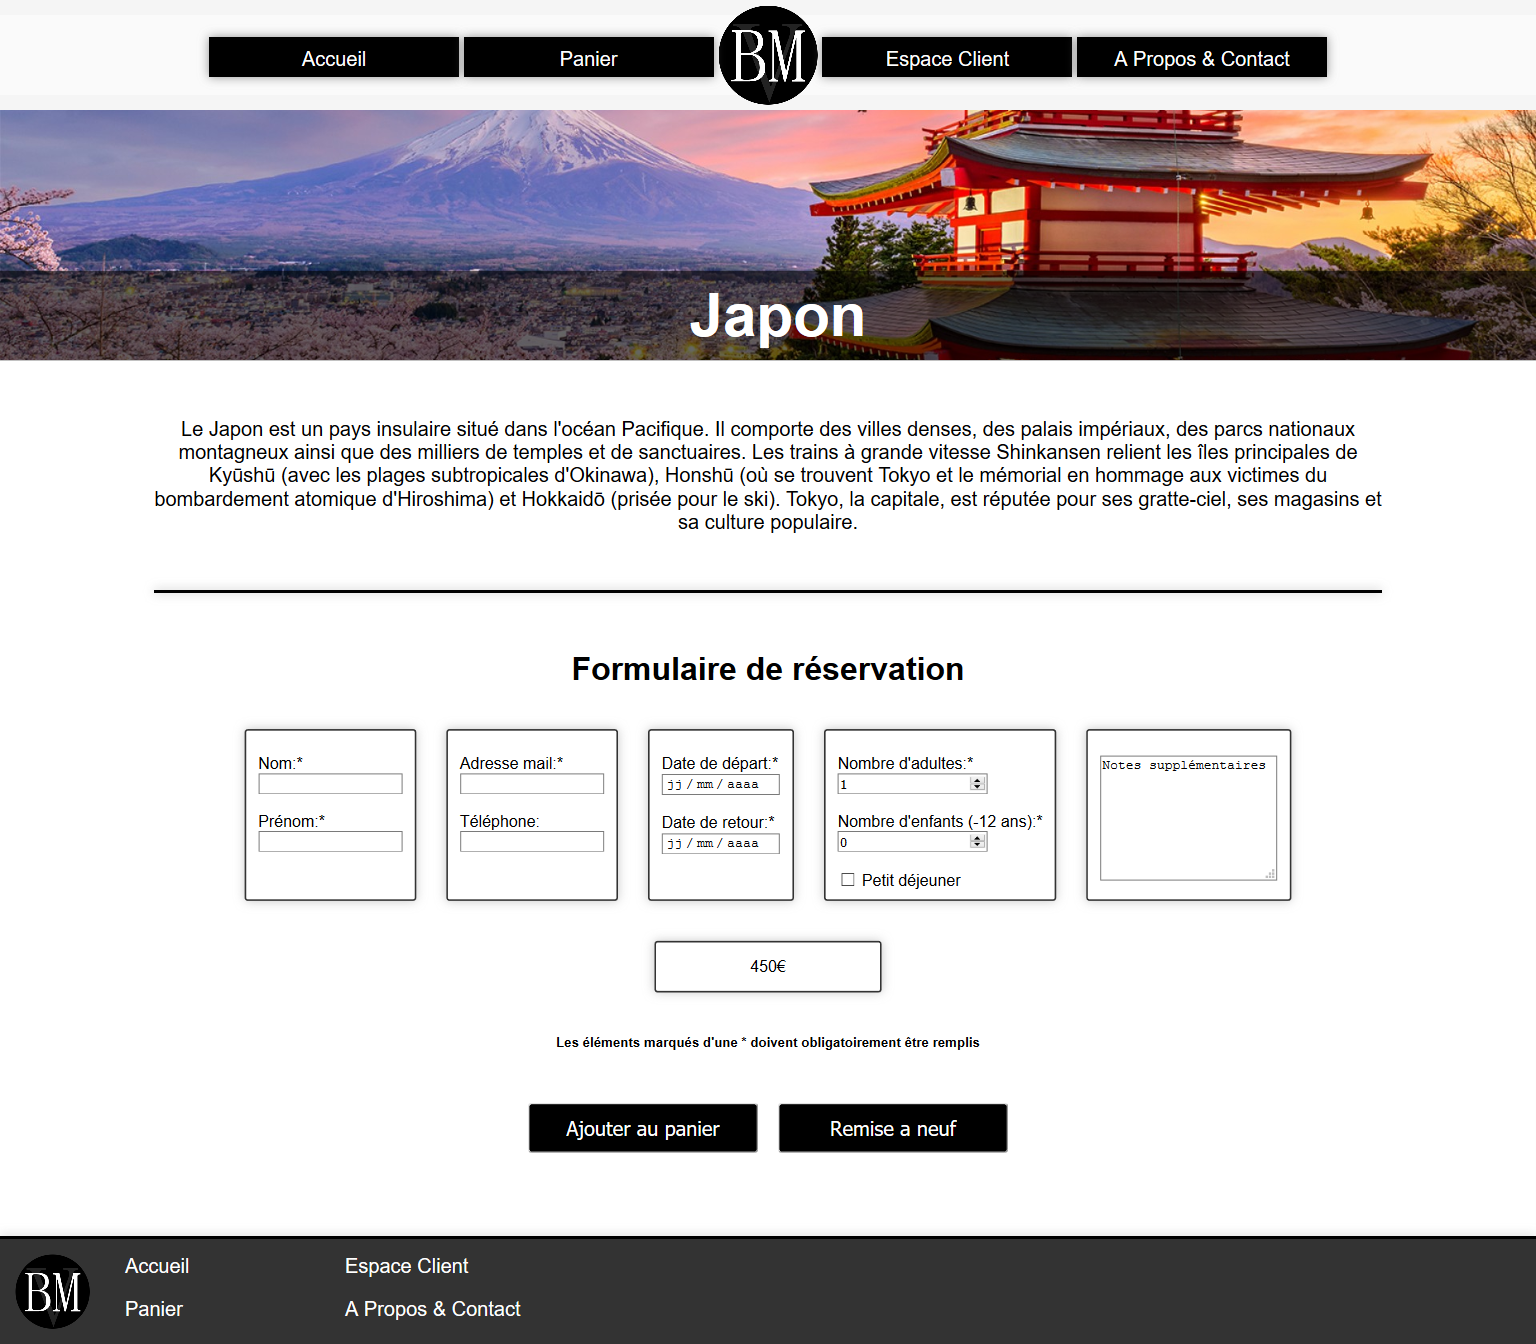 Accueil
Panier
BMV
Espace Client
A Propos & Contact
Japon
Le Japon est un pays insulaire situé dans l'océan Pacifique. Il comporte des villes denses, des palais impériaux, des parcs nationaux
montagneux ainsi que des milliers de temples et de sanctuaires. Les trains à grande vitesse Shinkansen relient les îles principales de
Kyūshū (avec les plages subtropicales d'Okinawa), Honshū (où se trouvent Tokyo et le mémorial en hommage aux victimes du
bombardement atomique d'Hiroshima) et Hokkaidō (prisée pour le ski). Tokyo, la capitale, est réputée pour ses gratte-ciel, ses magasins et
sa culture populaire.
Formulaire de réservation
Nom:*
Prénom:*
Adresse mail:*
Téléphone:
Date de départ:*
jj / mm / aaaa
Date de retour:*
jj / mm / aaaa
Nombre d'adultes:*
1
Nombre d'enfants (-12 ans):*
0
Petit déjeuner
Notes supplémentaires
450€
Les éléments marqués d'une * doivent obligatoirement être remplis
Ajouter au panier
Remise a neuf
BMV
Accueil
Espace Client
Panier
A Propos & Contact